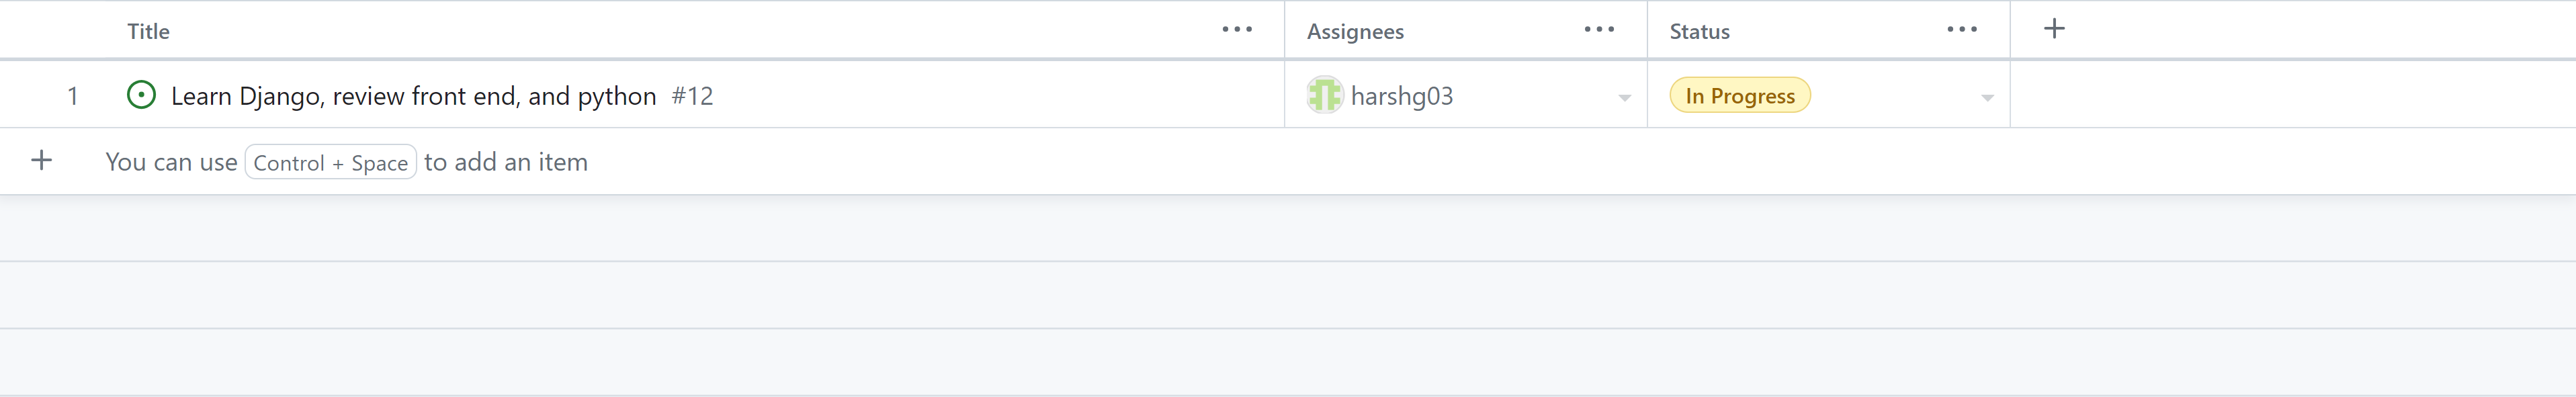 Title ... Assignees ... Status ... +
1 Learn Django, review front end, and python #12 harshg03 In Progress
+ You can use Control + Space to add an item